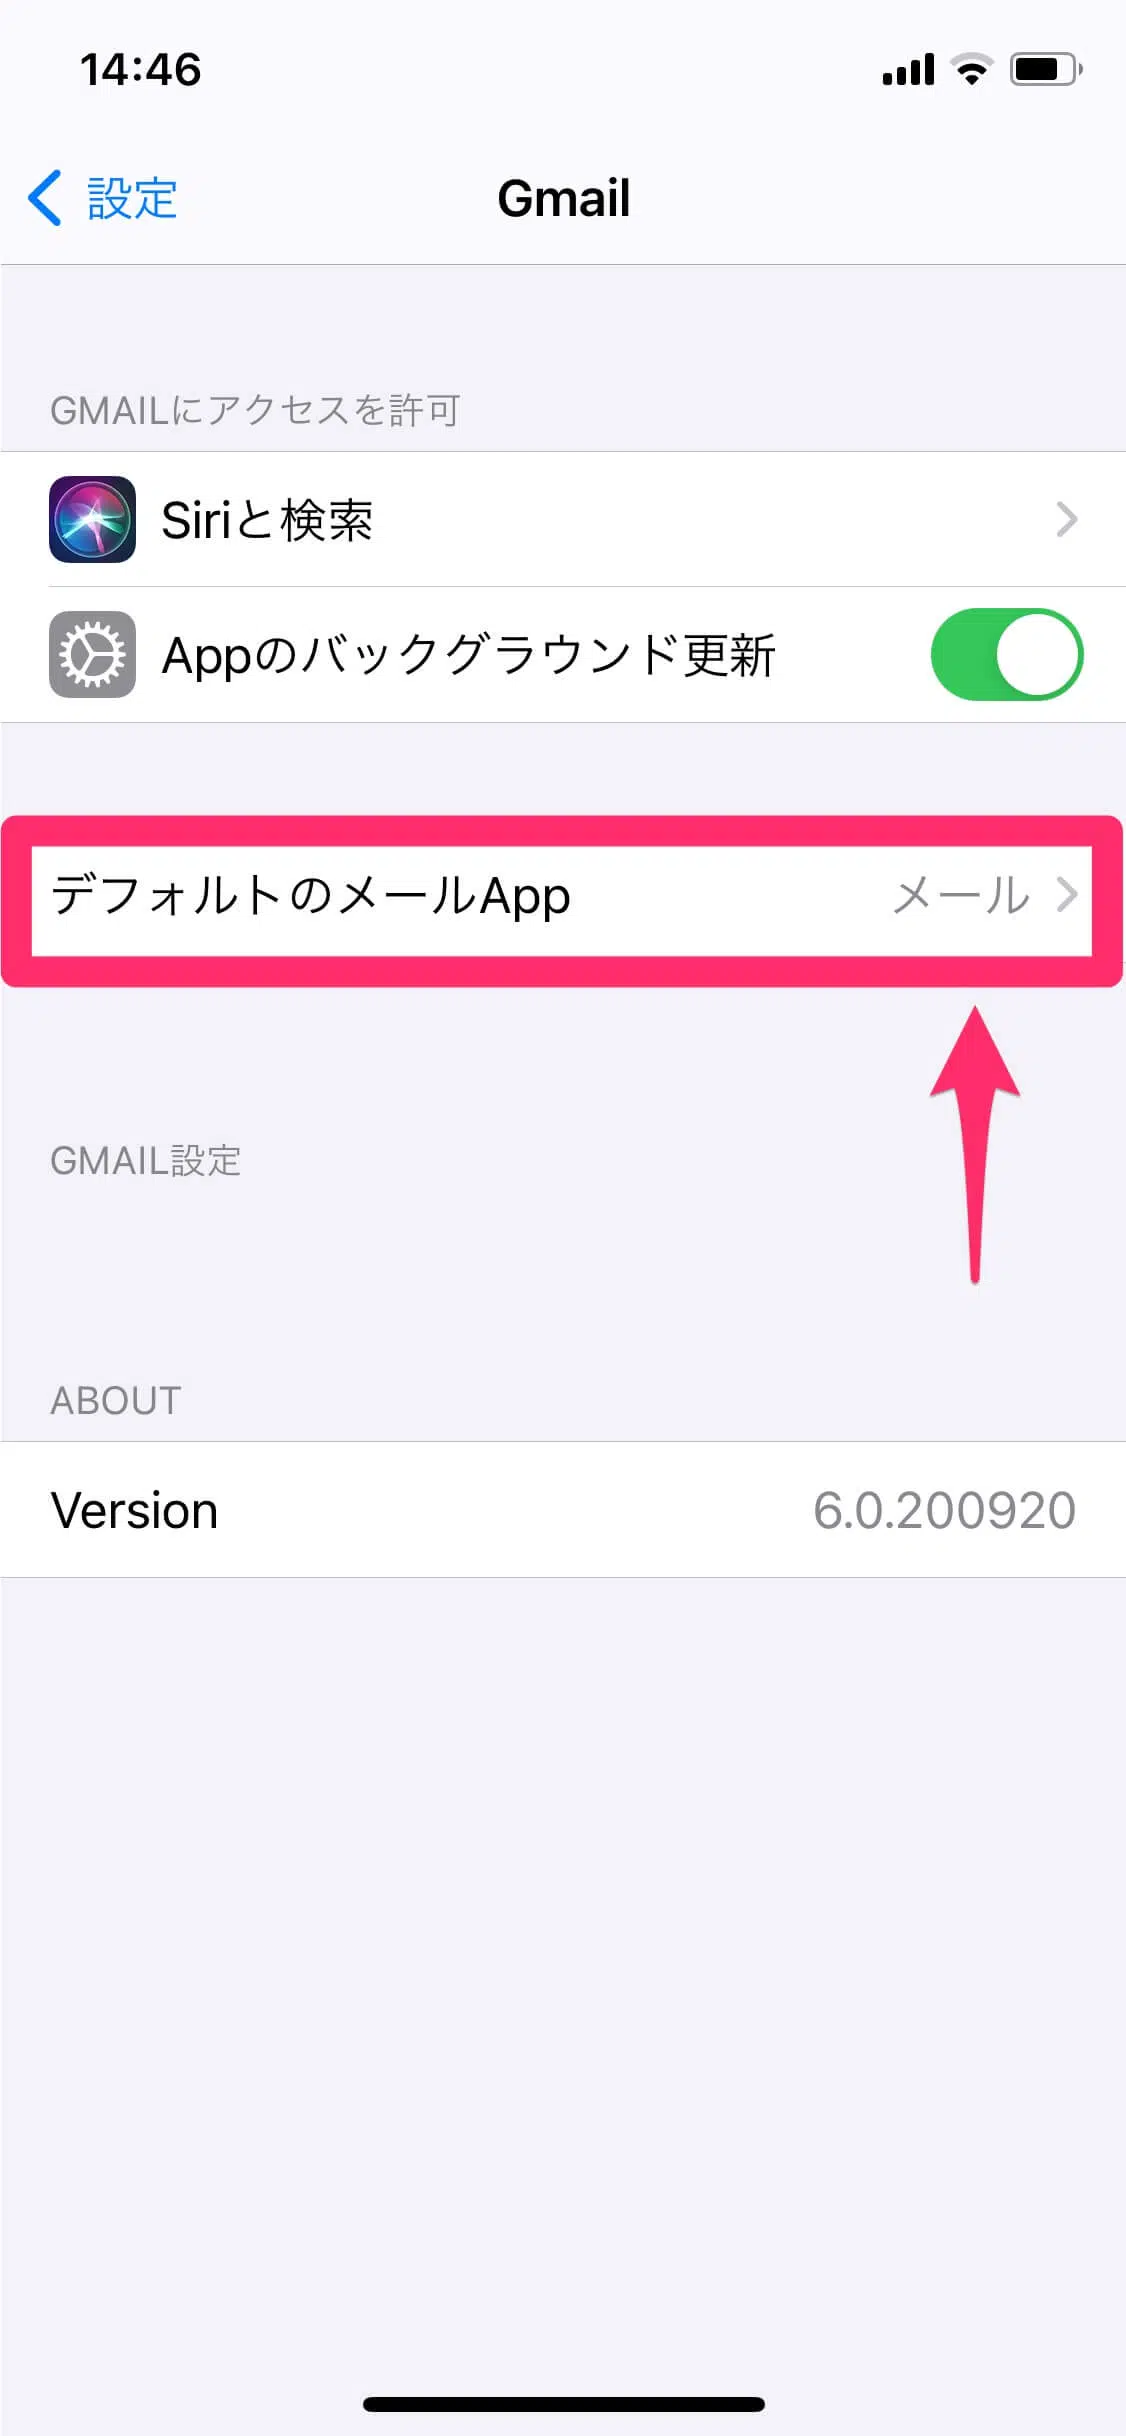 14:46
設定
Gmail
GMAILにアクセスを許可
Siriと検索
Appのバックグラウンド更新
デフォルトのメールApp
メール
GMAIL設定
ABOUT
Version
6.0.200920